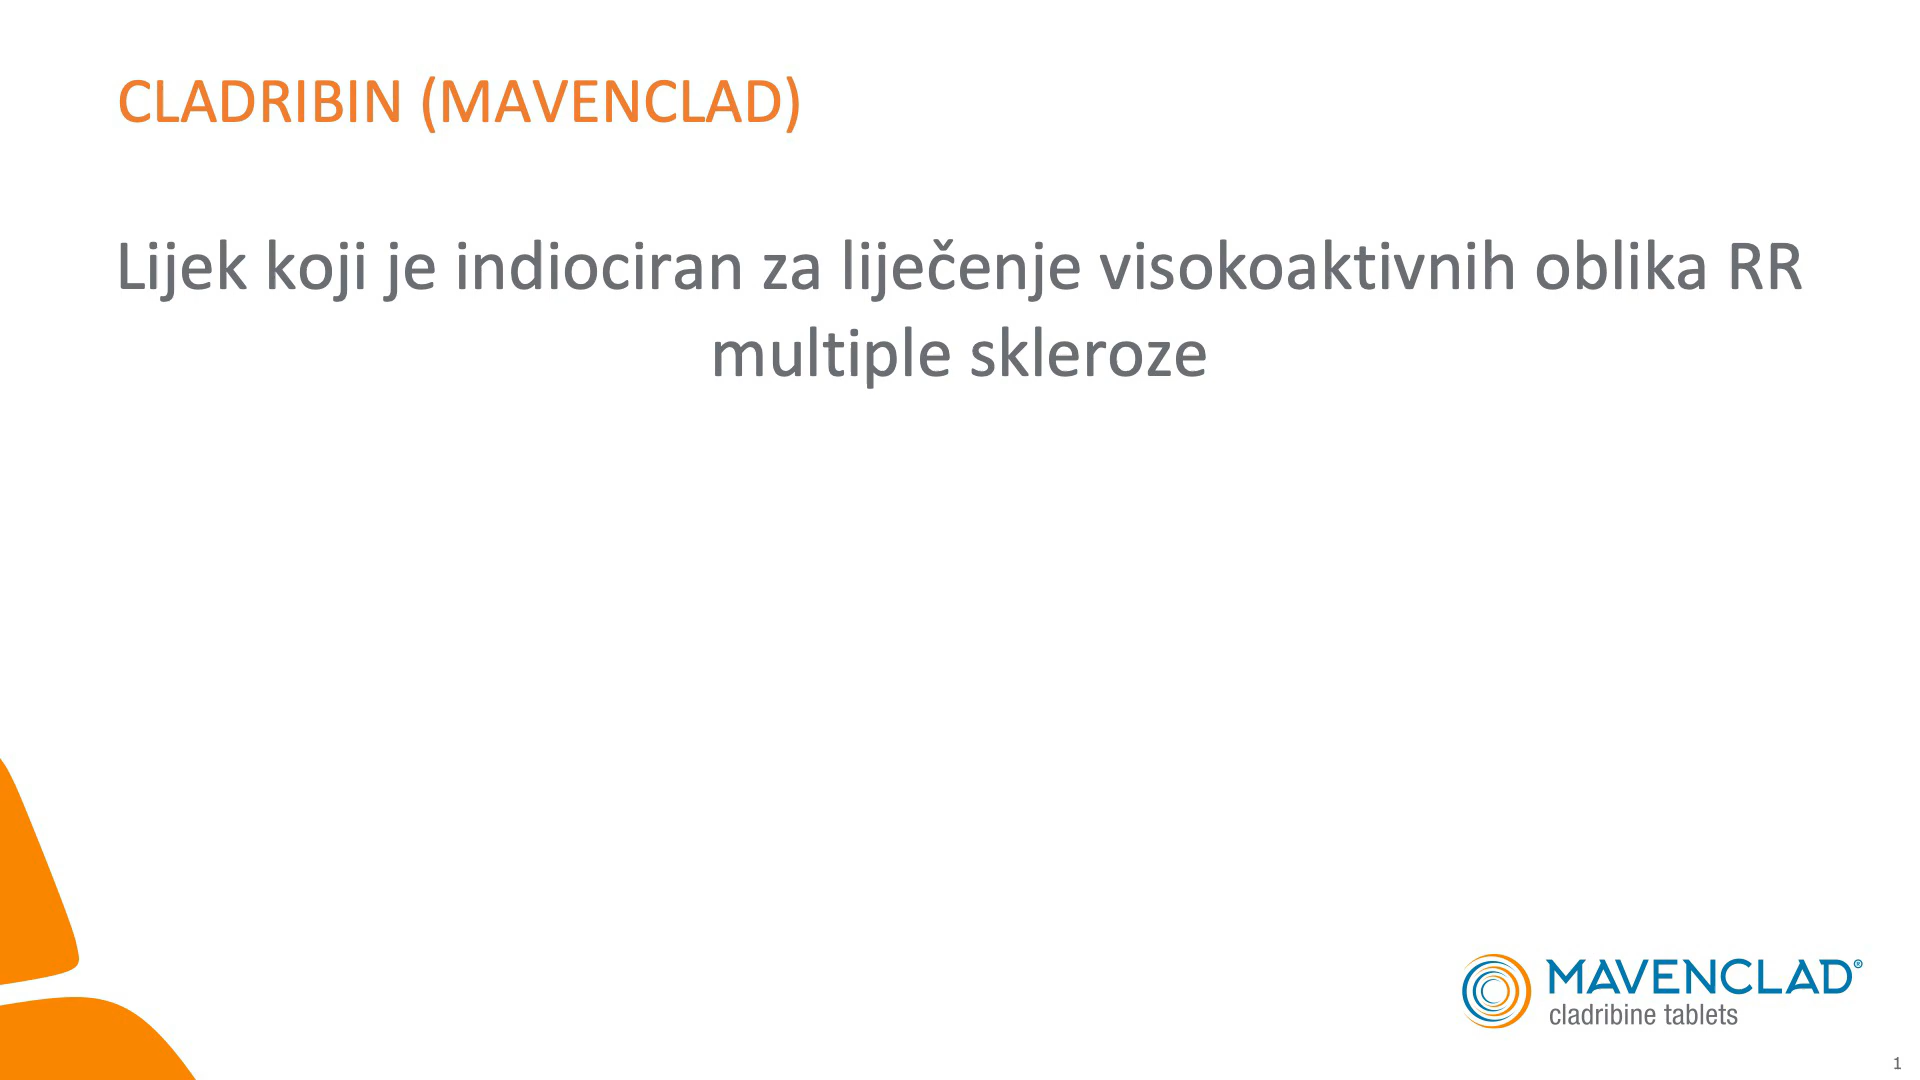 CLADRIBIN (MAVENCLAD)
Lijek koji je indiociran za liječenje visokoaktivnih oblika RR
multiple skleroze
MAVENCLAD®
cladribine tablets
1